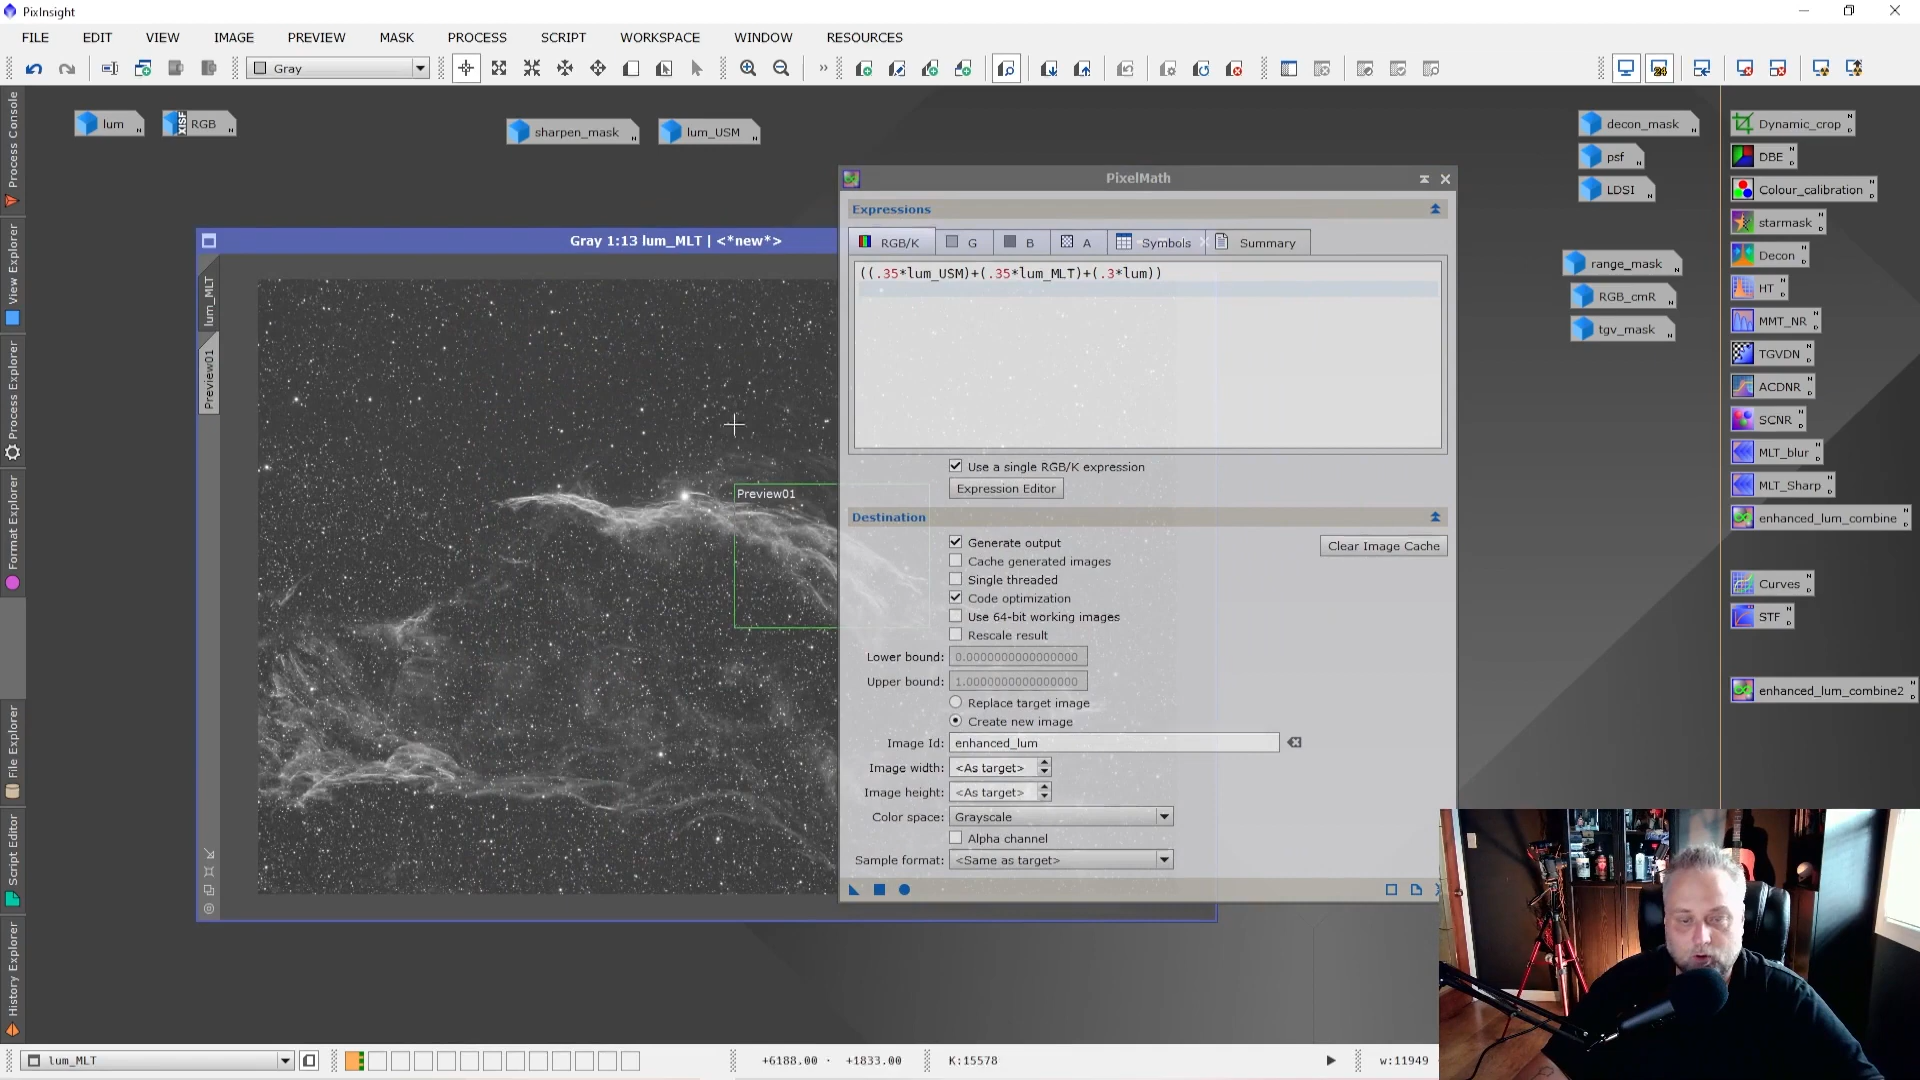 PixInsight
FILE EDIT VIEW IMAGE PREVIEW MASK PROCESS SCRIPT WORKSPACE WINDOW RESOURCES
Gray
24
Process Console
View Explorer
Process Explorer
Format Explorer
File Explorer
Script Editor
History Explorer
lum
N
XISF
RGB
N
sharpen_mask
N
lum_USM
N
decon_mask
N
psf
N
LDSI
N
range_mask
N
RGB_cmR
N
tgv_mask
N
Dynamic_crop
DBE
Colour_calibration
starmask
Decon
HT
MMT_NR
TGVDN
ACDNR
SCNR
MLT_blur
MLT_Sharp
enhanced_lum_combine
Curves
STF
enhanced_lum_combine2
Gray 1:13 lum_MLT | <*new*>
lum_MLT
Preview01
Preview01
PixelMath
Expressions
RGB/K
G
B
A
Symbols
Summary
((.35*lum_USM)+(.35*lum_MLT)+(.3*lum))
Use a single RGB/K expression
Expression Editor
Destination
Generate output
Clear Image Cache
Cache generated images
Single threaded
Code optimization
Use 64-bit working images
Rescale result
Lower bound: 0.0000000000000000
Upper bound: 1.0000000000000000
Replace target image
Create new image
Image Id: enhanced_lum
Image width: <As target>
Image height: <As target>
Color space: Grayscale
Alpha channel
Sample format: <Same as target>
lum_MLT
+6188.00 · +1833.00
K:15578
w:11949